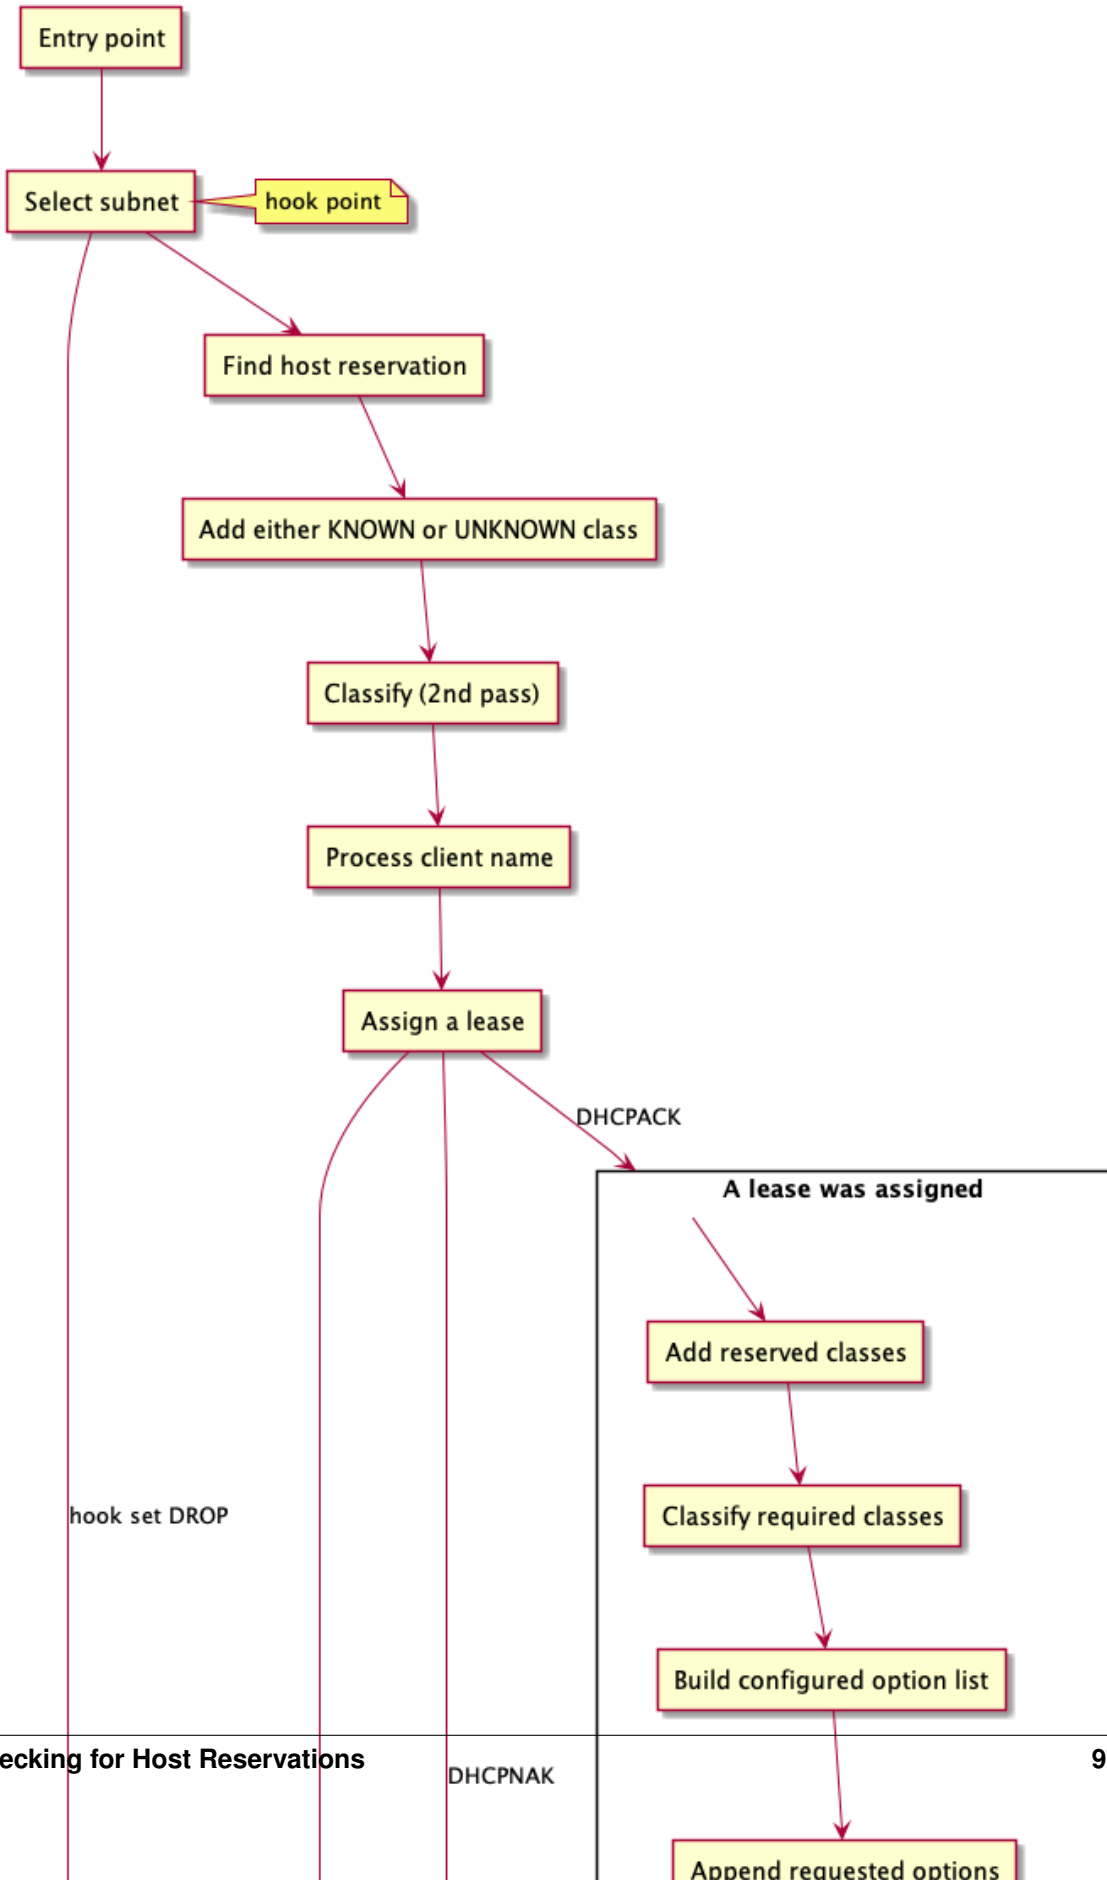 Entry point
Select subnet
hook point
Find host reservation
Add either KNOWN or UNKNOWN class
Classify (2nd pass)
Process client name
Assign a lease
DHCPACK
A lease was assigned
Add reserved classes
Classify required classes
hook set DROP
Build configured option list
ecking for Host Reservations 9
DHCPNAK
Append requested options